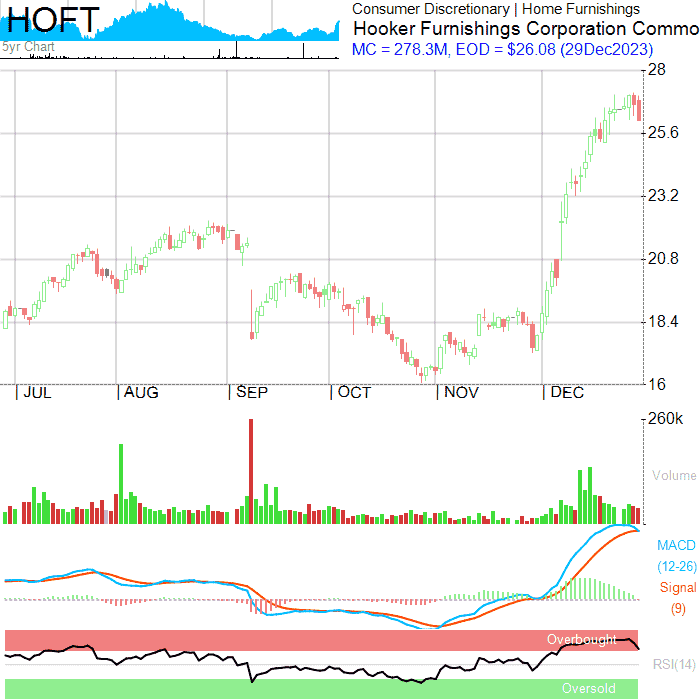 HOFT
Consumer Discretionary | Home Furnishings
Hooker Furnishings Corporation Commo
MC = 278.3M, EOD = $26.08 (29Dec2023)
5yr Chart
28
25.6
23.2
20.8
18.4
16
JUL AUG SEP OCT NOV DEC
260k
Volume
MACD
(12-26)
Signal
(9)
Overbought
RSI(14)
Oversold